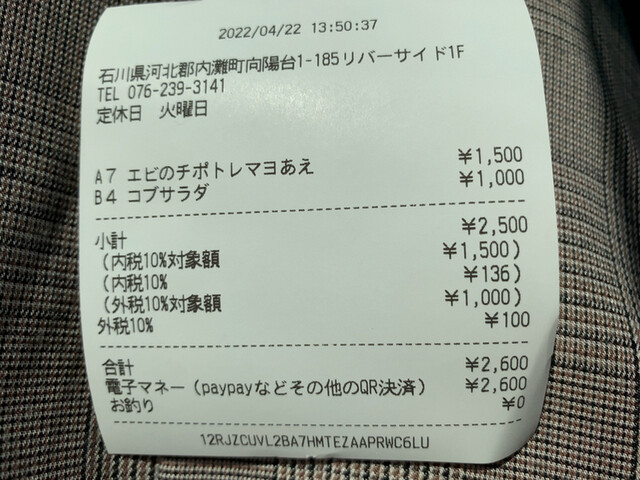 2022/04/22 13:50:37
石川県河北郡内灘町向陽台1-185リバーサイド1F
TEL 076-239-3141
定休日 火曜日
A7 エビのチポトレマヨあえ ¥1,500
B4 コブサラダ ¥1,000
小計 ¥2,500
(内税10%対象額 ¥1,500)
(内税10% ¥136)
(外税10%対象額 ¥1,000)
外税10% ¥100
合計 ¥2,600
電子マネー(paypayなどその他のQR決済) ¥2,600
お釣り ¥0
12RJZCUVL2BA7HMTEZAAPRWC6LU